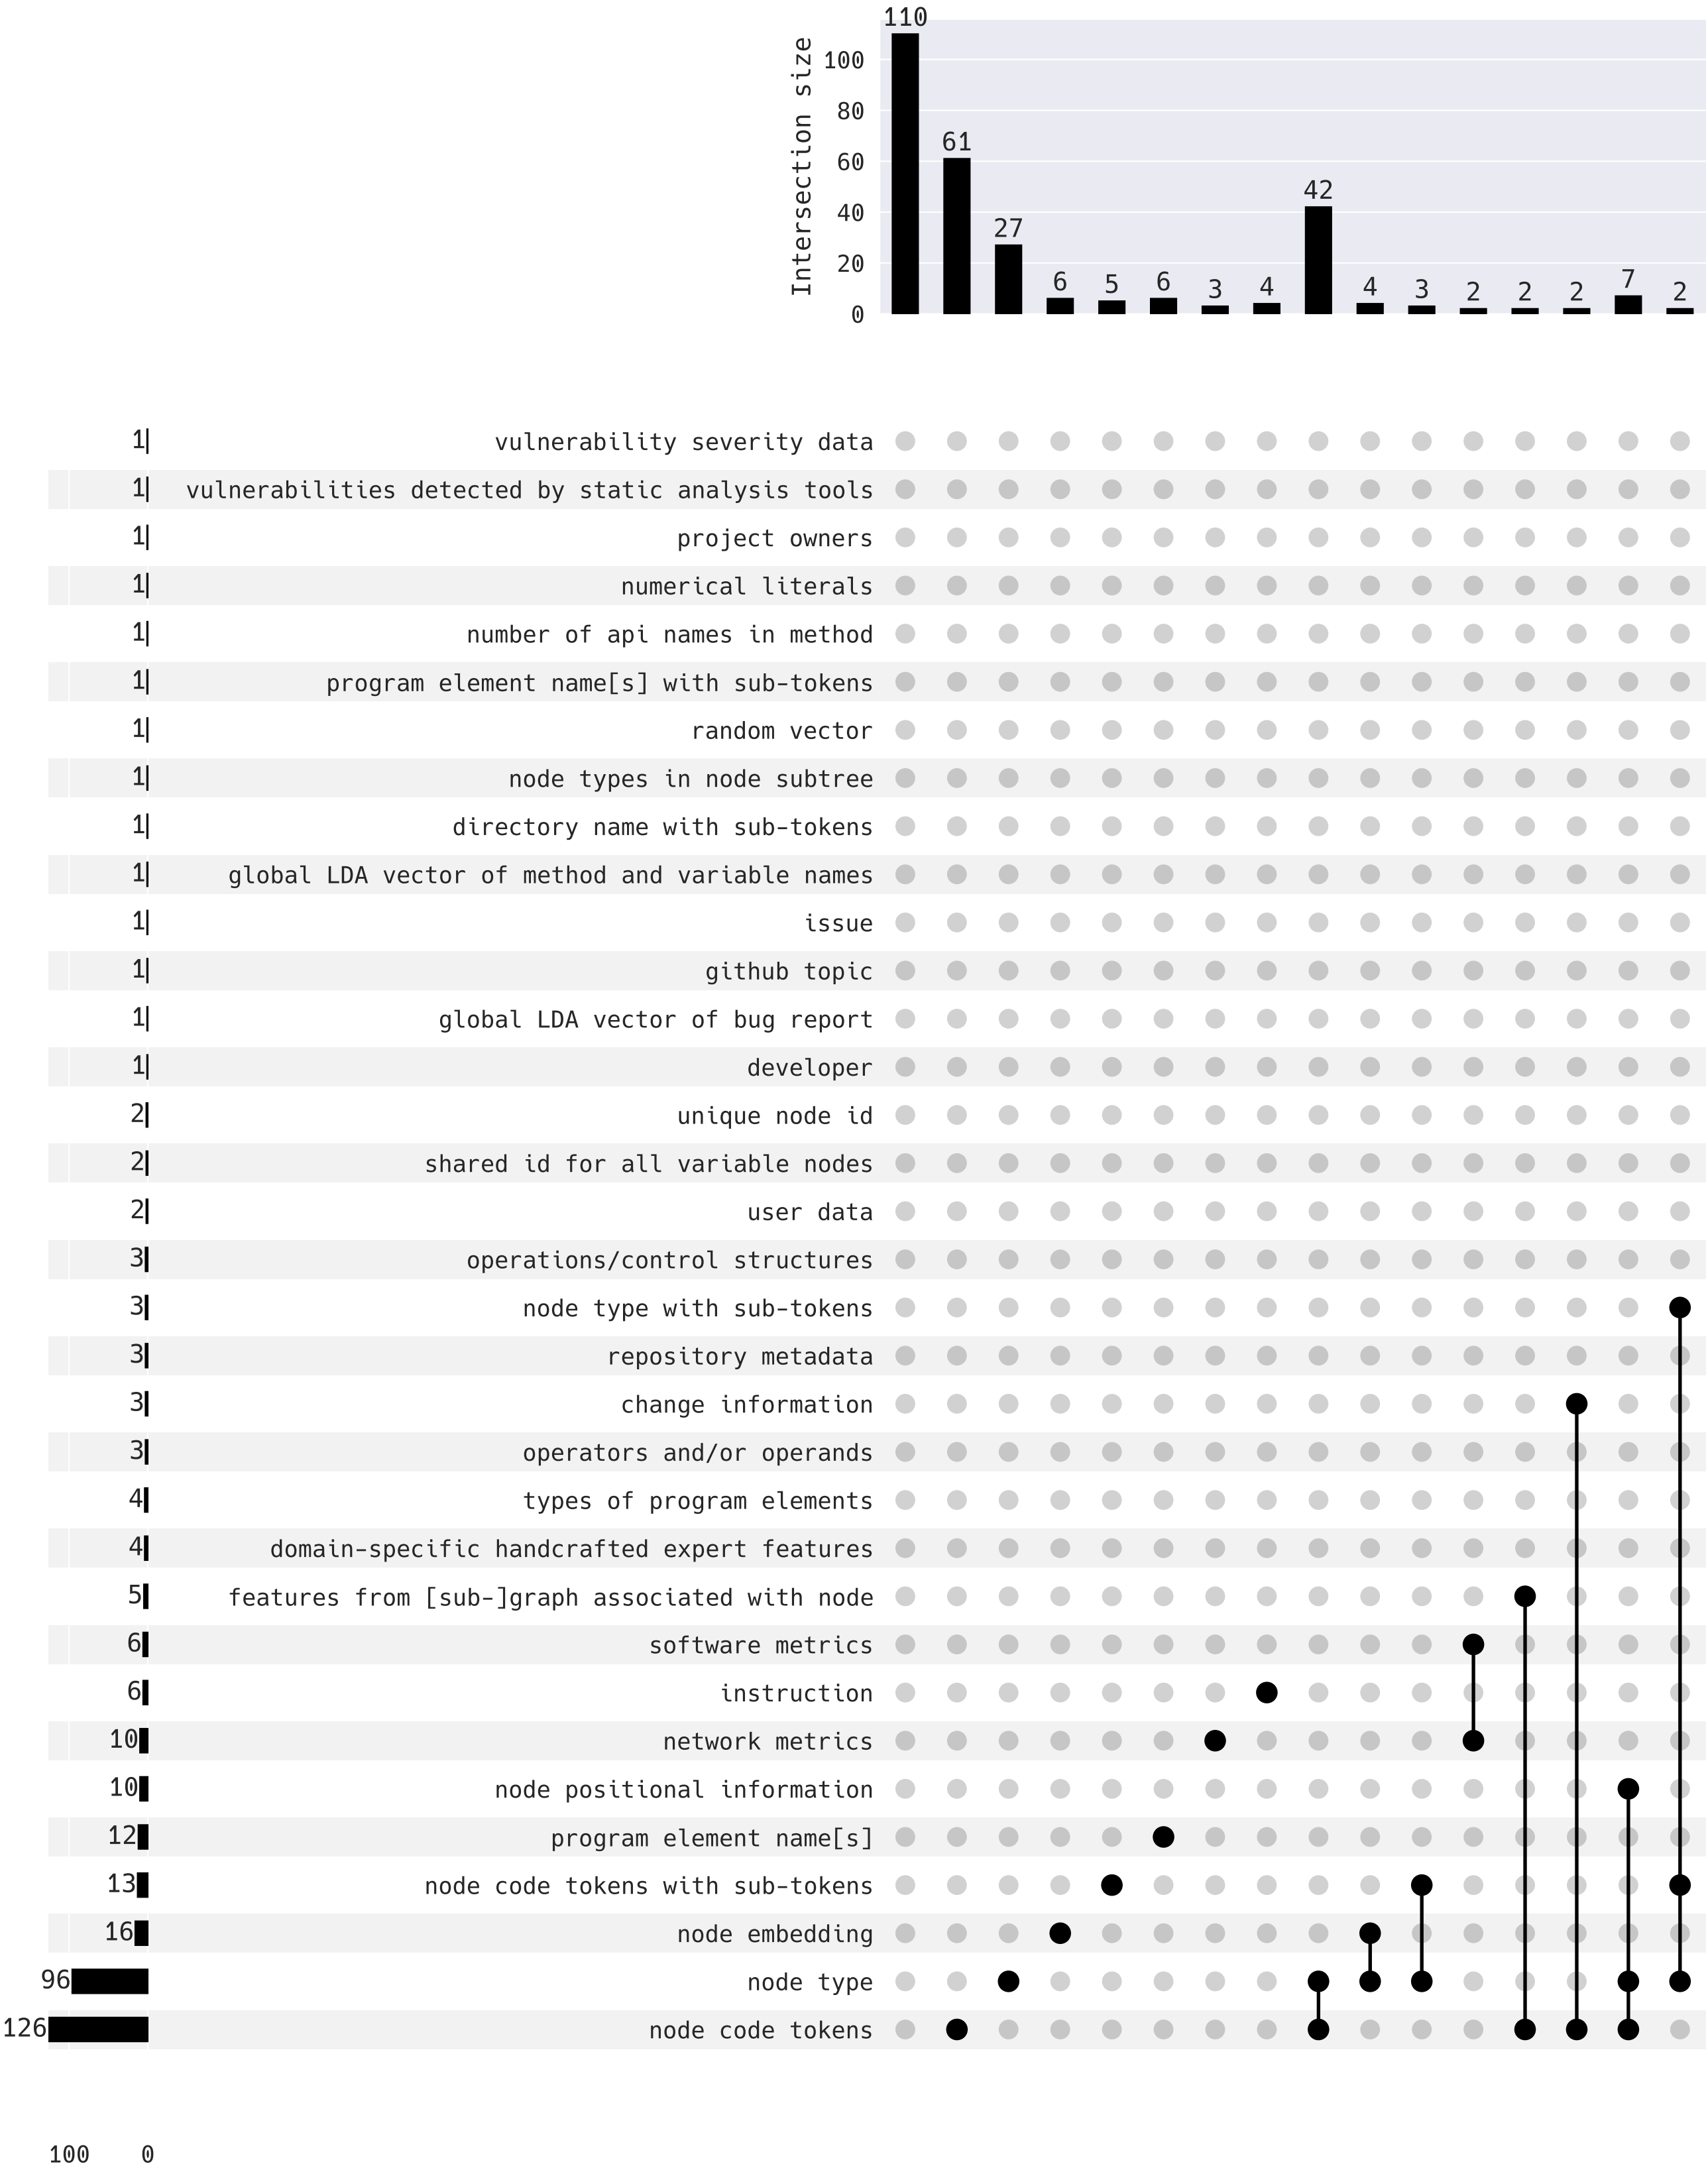 110
Intersection size
100
80
60
40
20
0
61
27
6
5
6
3
4
42
4
3
2
2
2
7
2
1 vulnerability severity data
1 vulnerabilities detected by static analysis tools
1 project owners
1 numerical literals
1 number of api names in method
1 program element name[s] with sub-tokens
1 random vector
1 node types in node subtree
1 directory name with sub-tokens
1 global LDA vector of method and variable names
1 issue
1 github topic
1 global LDA vector of bug report
1 developer
2 unique node id
2 shared id for all variable nodes
2 user data
3 operations/control structures
3 node type with sub-tokens
3 repository metadata
3 change information
3 operators and/or operands
4 types of program elements
4 domain-specific handcrafted expert features
5 features from [sub-]graph associated with node
6 software metrics
6 instruction
10 network metrics
10 node positional information
12 program element name[s]
13 node code tokens with sub-tokens
16 node embedding
96 node type
126 node code tokens
100 0